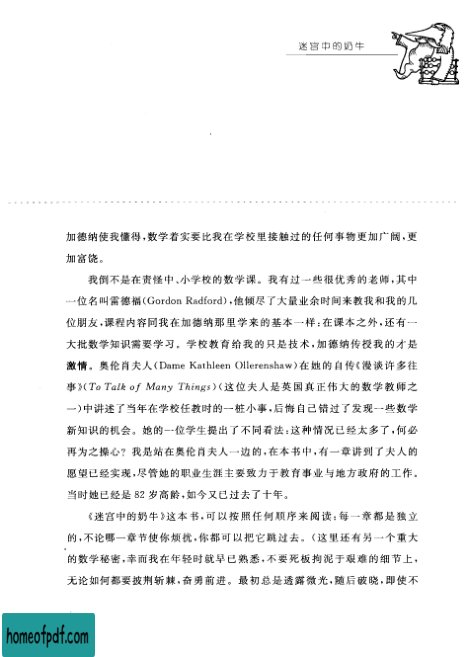 迷宫中的奶牛
加德纳使我懂得,数学着实要比我在学校里接触过的任何事物更加广阔,更
加富饶。
我倒不是在责怪中、小学校的数学课。我有过一些很优秀的老师,其中
一位名叫雷德福(Gordon Radford),他倾尽了大量业余时间来教我和我的几
位朋友,课程内容同我在加德纳那里学来的基本一样:在课本之外,还有一
大批数学知识需要学习。学校教育给我的只是技术,加德纳传授我的才是
激情。奥伦肖夫人(Dame Kathleen Ollerenshaw)在她的自传《漫谈许多往
事》(To Talk of Many Things)(这位夫人是英国真正伟大的数学教师之
一)中讲述了当年在学校任教时的一桩小事,后悔自己错过了发现一些数学
新知识的机会。她的一位学生提出了不同看法:这种情况已经太多了,何必
再为之操心?我是站在奥伦肖夫人一边的,在本书中,有一章讲到了夫人的
愿望已经实现,尽管她的职业生涯主要致力于教育事业与地方政府的工作。
当时她已经是 82 岁高龄,如今又已过去了十年。
《迷宫中的奶牛》这本书,可以按照任何顺序来阅读:每一章都是独立
的,不论哪一章节使你烦扰,你都可以把它跳过去。(这里还有另一个重大
的数学秘密,幸而我在年轻时就早已熟悉,不要死板拘泥于艰难的细节上,
无论如何都要披荆斩棘,奋勇前进。最初总是透露微光,随后破晓,即使不
homeofpdf.com